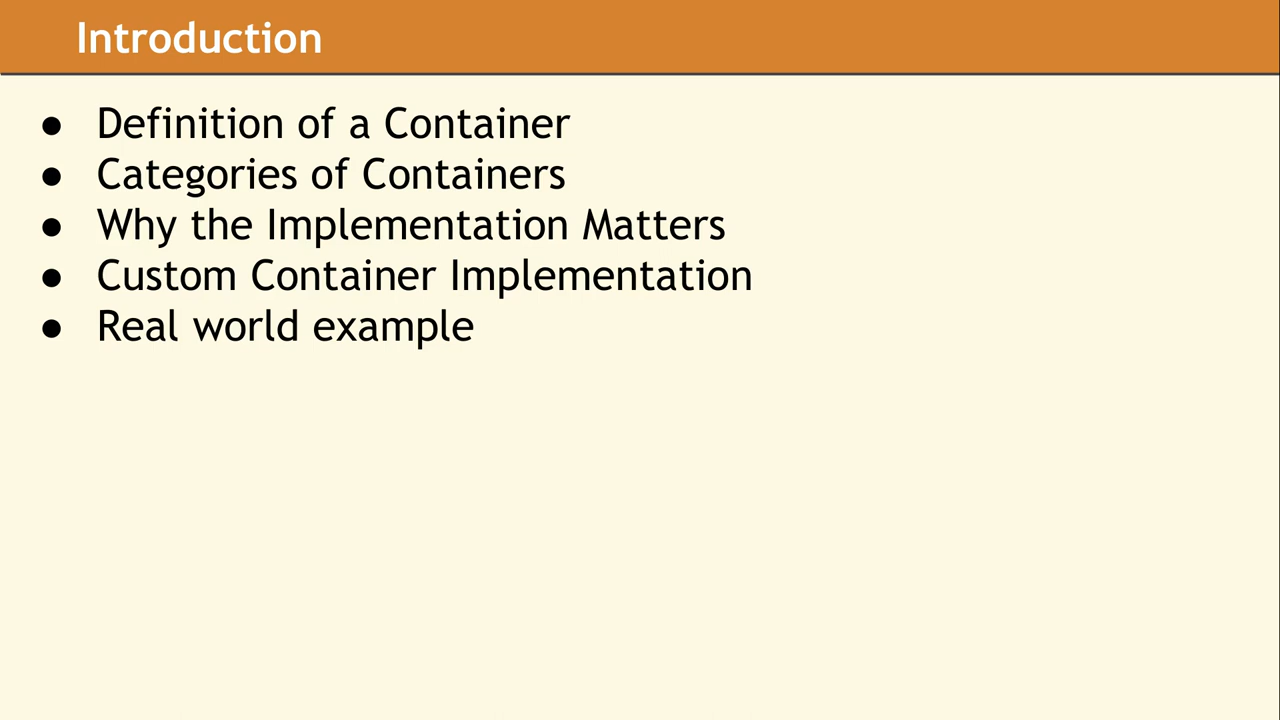 Introduction
● Definition of a Container
● Categories of Containers
● Why the Implementation Matters
● Custom Container Implementation
● Real world example